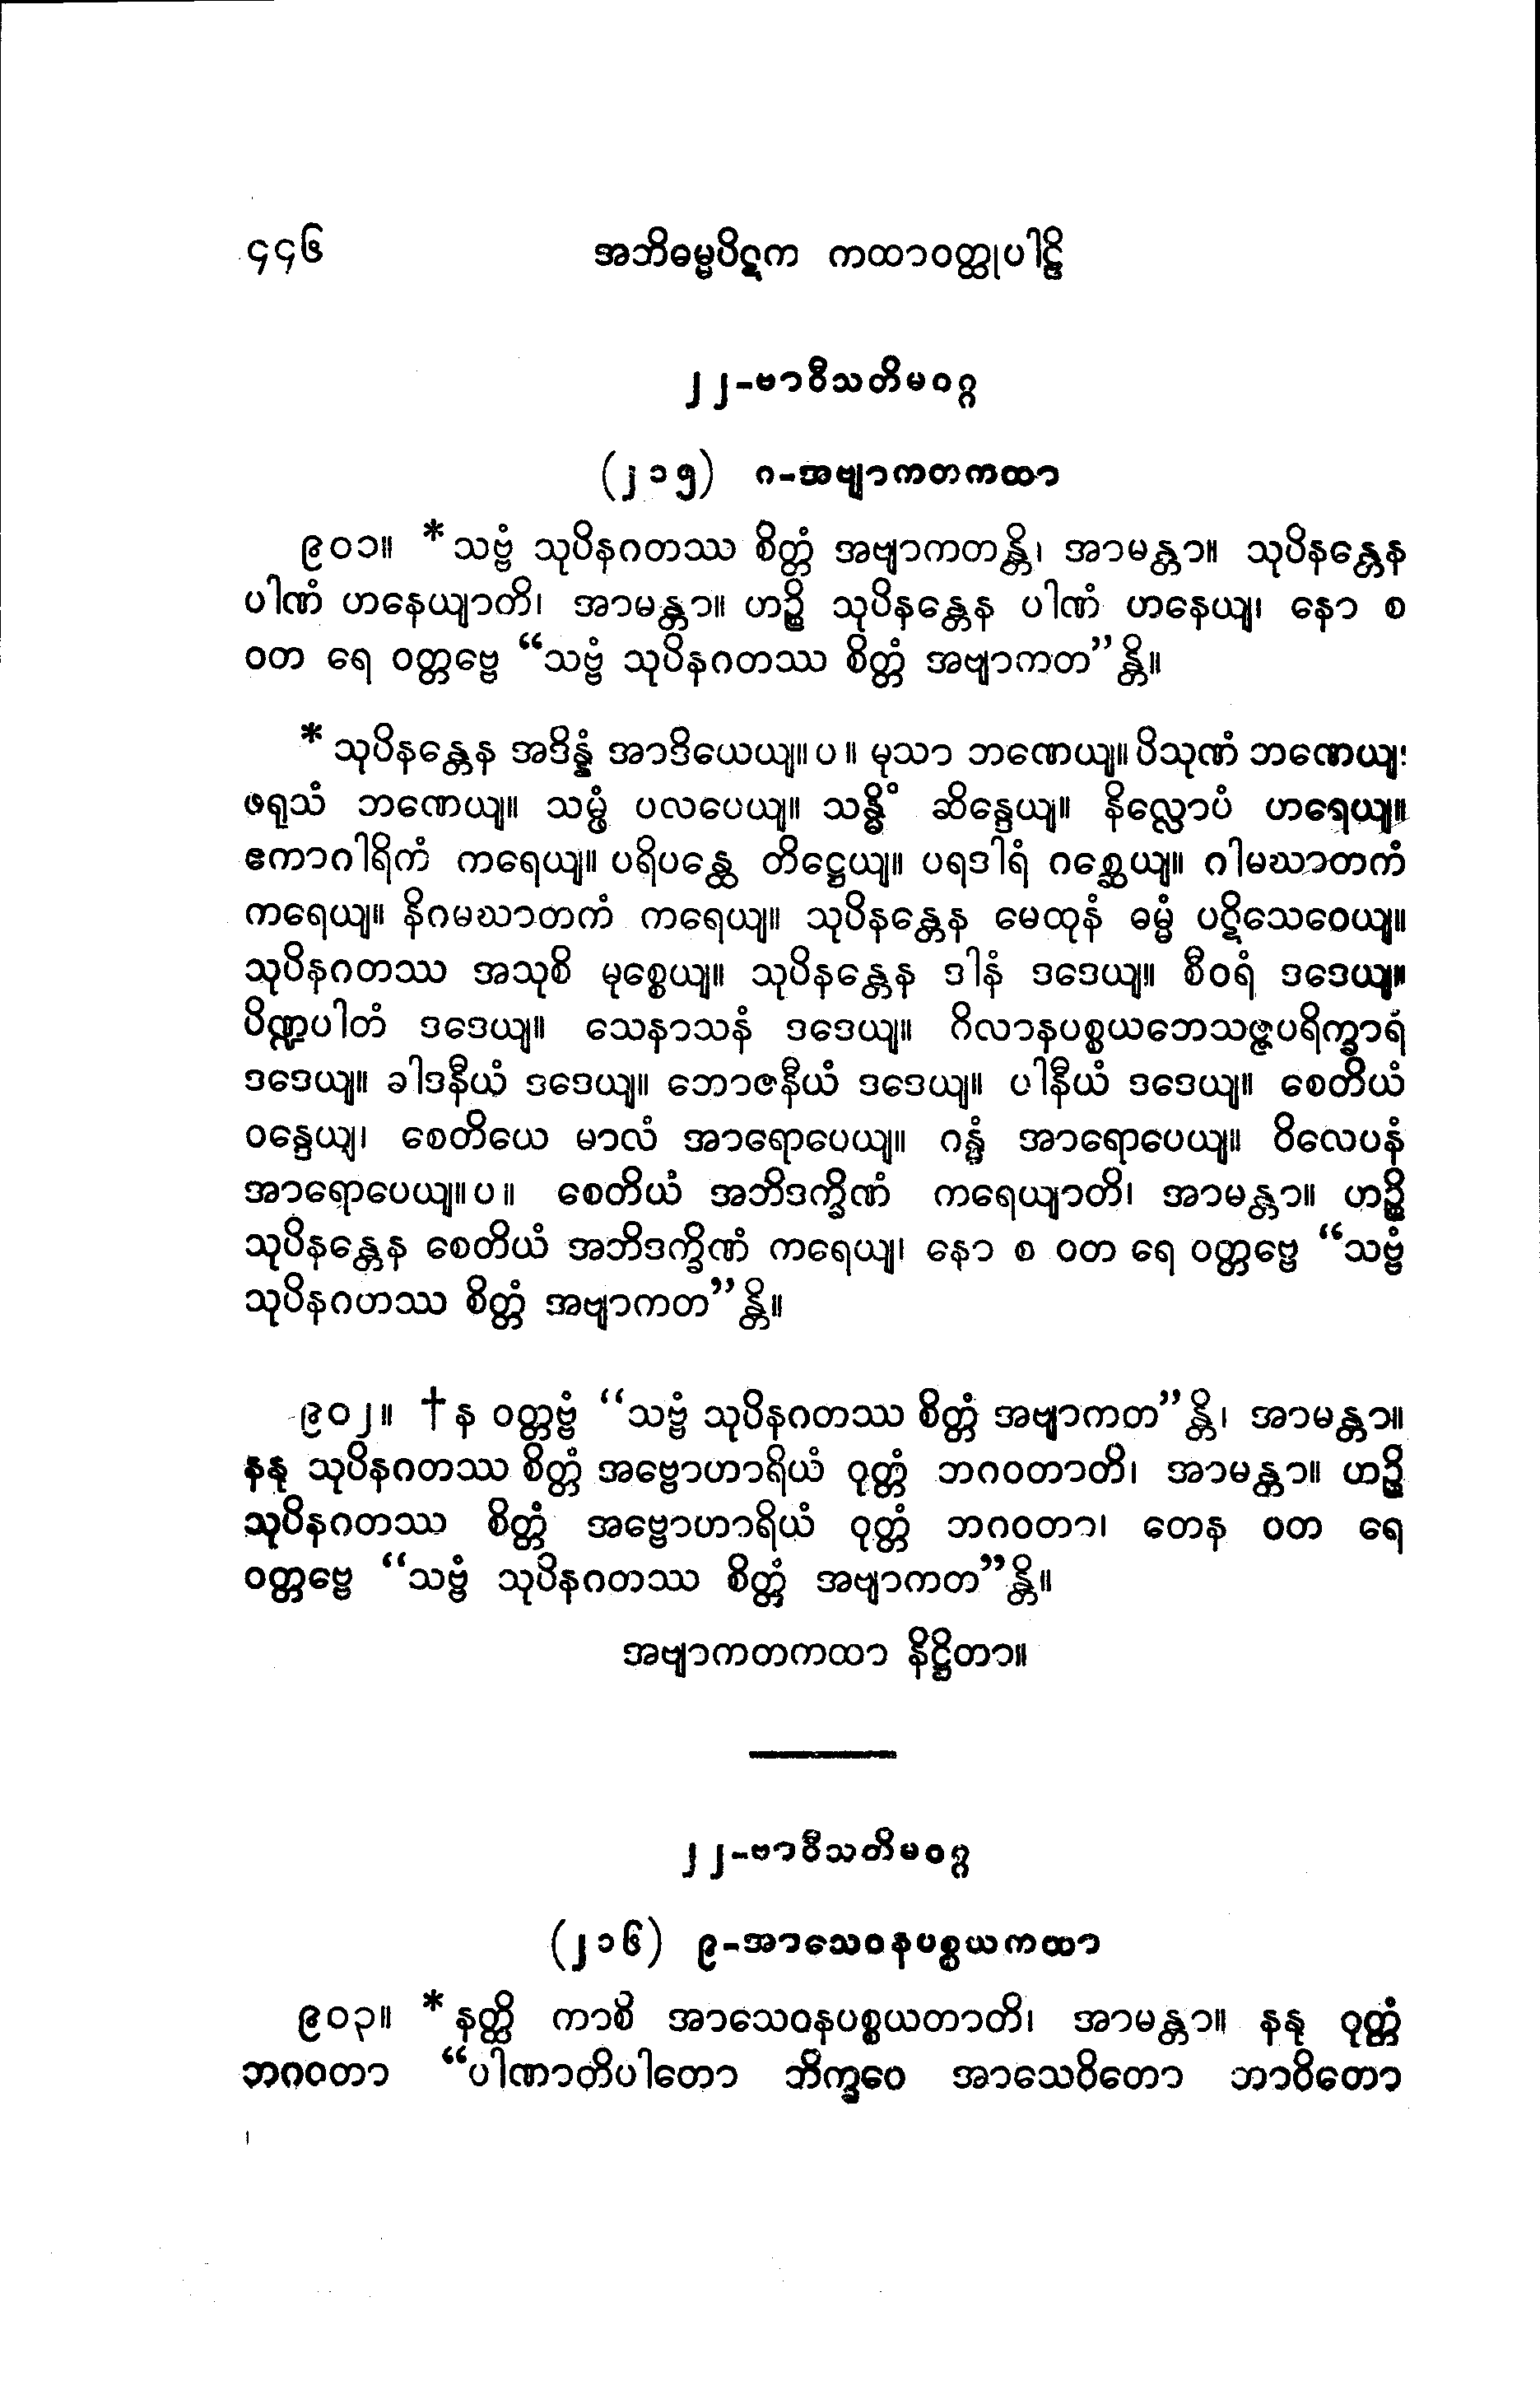 ၄၄၆ အဘိဓမ္မပိဋက ကထာဝတ္ထုပါဠိ
၂၂-ဗာဝီသတိမဝဂ္ဂ
(၂၁၅) ဂ-အဗျာကတကထာ
၉၀၁။ *သဗ္ဗံ သုပိနဂတဿ စိတ္တံ အဗျာကတန္တိ၊ အာမန္တာ။ သုပိနန္တေန
ပါဏံ ဟနေယျာတိ၊ အာမန္တာ။ ဟဉ္စိ သုပိနန္တေန ပါဏံ ဟနေယျ၊ နော စ
ဝတ ရေ ဝတ္တဗ္ဗေ “သဗ္ဗံ သုပိနဂတဿ စိတ္တံ အဗျာကတ”န္တိ။
*သုပိနန္တေန အဒိန္နံ အာဒိယေယျ။ပ။ မုသာ ဘဏေယျ။ ပိသုဏံ ဘဏေယျ။
ဖရုသံ ဘဏေယျ။ သမ္ဖံ ပလပေယျ။ သန္ဓိံ ဆိန္ဒေယျ။ နိလ္လောပံ ဟရေယျ။
ဧကာဂါရိကံ ကရေယျ။ ပရိပန္ထေ တိဋ္ဌေယျ။ ပရဒါရံ ဂစ္ဆေယျ။ ဂါမဃာတကံ
ကရေယျ။ နိဂမဃာတကံ ကရေယျ။ သုပိနန္တေန မေထုနံ ဓမ္မံ ပဋိသေဝေယျ။
သုပိနဂတဿ အသုစိ မုစ္စေယျ။ သုပိနန္တေန ဒါနံ ဒဒေယျ။ စီဝရံ ဒဒေယျ။
ပိဏ္ဍပါတံ ဒဒေယျ။ သေနာသနံ ဒဒေယျ။ ဂိလာနပစ္စယဘေသဇ္ဇပရိက္ခာရံ
ဒဒေယျ။ ခါဒနီယံ ဒဒေယျ။ ဘောဇနီယံ ဒဒေယျ။ ပါနီယံ ဒဒေယျ။ စေတိယံ
ဝန္ဒေယျ၊ စေတိယေ မာလံ အာရောပေယျ။ ဂန္ဓံ အာရောပေယျ။ ဝိလေပနံ
အာရောပေယျ။ပ။ စေတိယံ အဘိဒက္ခိဏံ ကရေယျာတိ၊ အာမန္တာ။ ဟဉ္စိ
သုပိနန္တေန စေတိယံ အဘိဒက္ခိဏံ ကရေယျ၊ နော စ ဝတ ရေ ဝတ္တဗ္ဗေ “သဗ္ဗံ
သုပိနဂဟဿ စိတ္တံ အဗျာကတ”န္တိ။
၉၀၂။ †န ဝတ္တဗ္ဗံ “သဗ္ဗံ သုပိနဂတဿ စိတ္တံ အဗျာကတ”န္တိ၊ အာမန္တာ။
နနု သုပိနဂတဿ စိတ္တံ အဗ္ဗောဟာရိယံ ဝုတ္တံ ဘဂဝတာတိ၊ အာမန္တာ။ ဟဉ္စိ
သုပိနဂတဿ စိတ္တံ အဗ္ဗောဟာရိယံ ဝုတ္တံ ဘဂဝတာ၊ တေန ဝတ ရေ
ဝတ္တဗ္ဗေ “သဗ္ဗံ သုပိနဂတဿ စိတ္တံ အဗျာကတ”န္တိ။
အဗျာကတကထာ နိဋ္ဌိတာ။
၂၂-ဗာဝီသတိမဝဂ္ဂ
(၂၁၆) ၉-အာသေဝနပစ္စယကထာ
၉၀၃။ *နတ္ထိ ကာစိ အာသေဝနပစ္စယတာတိ၊ အာမန္တာ။ နနု ဝုတ္တံ
ဘဂဝတာ “ပါဏာတိပါတော ဘိက္ခဝေ အာသေဝိတော ဘာဝိတော